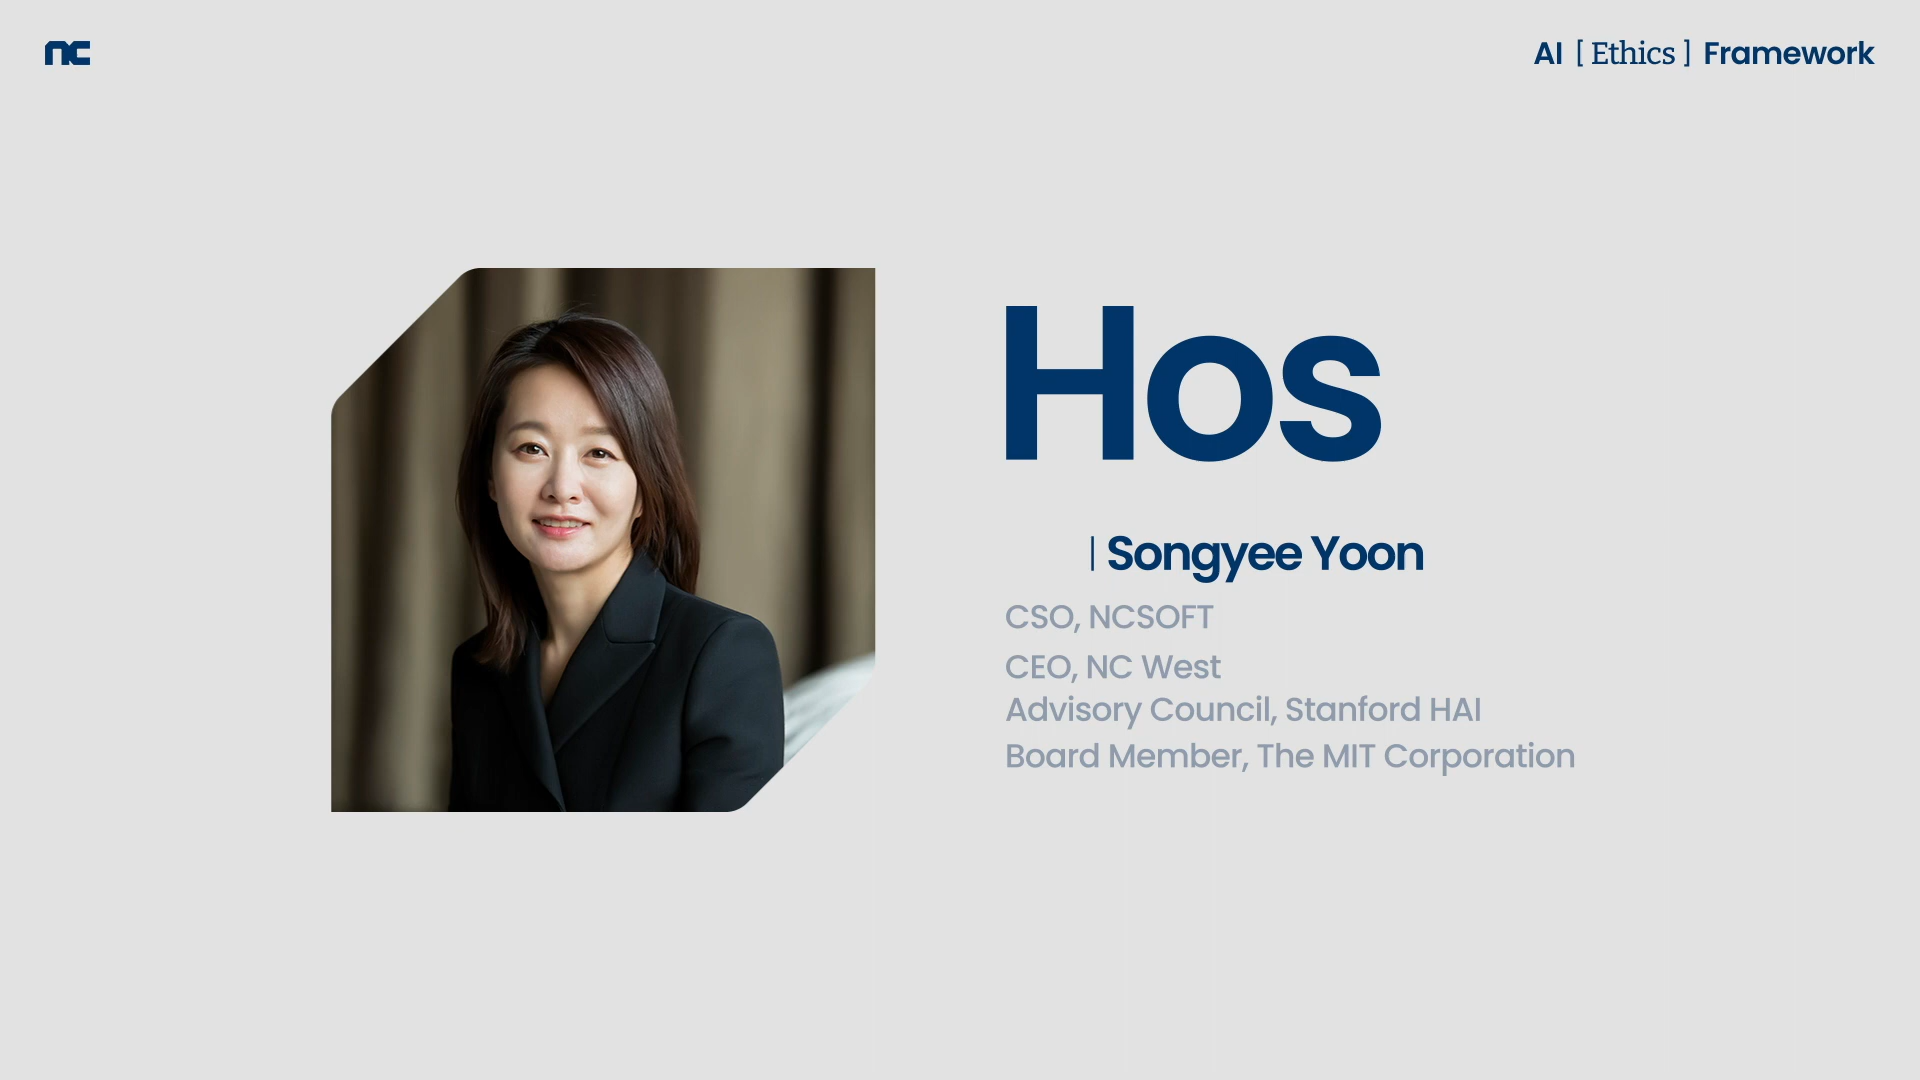 nc
AI [ Ethics ] Framework
Hos
| Songyee Yoon
CSO, NCSOFT
CEO, NC West
Advisory Council, Stanford HAI
Board Member, The MIT Corporation